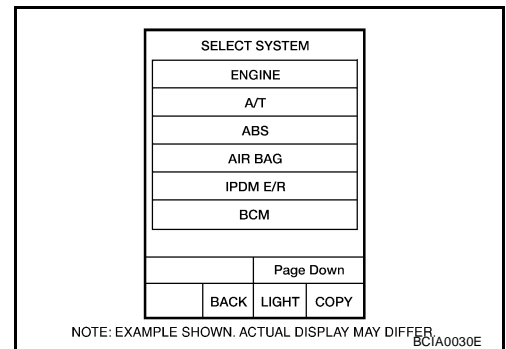 SELECT SYSTEM
ENGINE
A/T
ABS
AIR BAG
IPDM E/R
BCM
Page Down
BACK LIGHT COPY
NOTE: EXAMPLE SHOWN. ACTUAL DISPLAY MAY DIFFER.
BCIA0030E